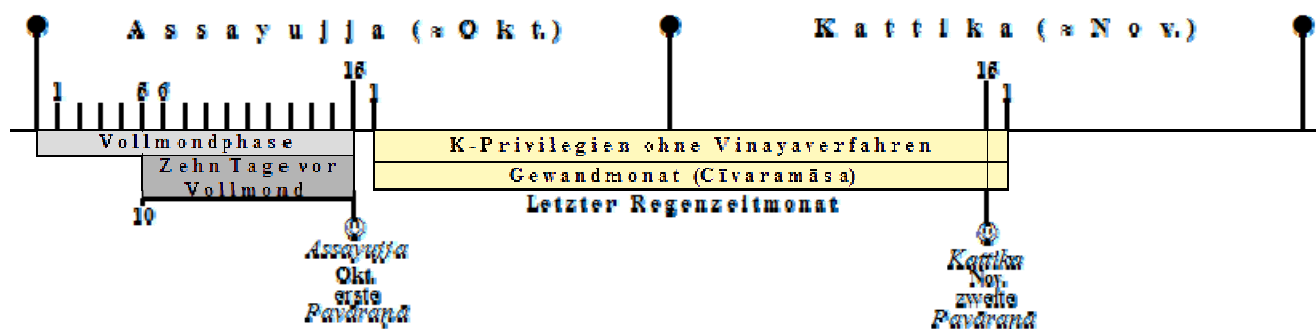 Assayujja (≈Okt.) Kattika (≈Nov.)
1 5 6 15 1 15 1
Vollmondphase
K-Privilegien ohne Vinayaverfahren
Zehn Tage vor
Vollmond
Gewandmonat (Cīvaramāsa)
Letzter Regenzeitmonat
10
Assayujja
Okt.
erste
Pavāraṇā
Kattika
Nov.
zweite
Pavāraṇā